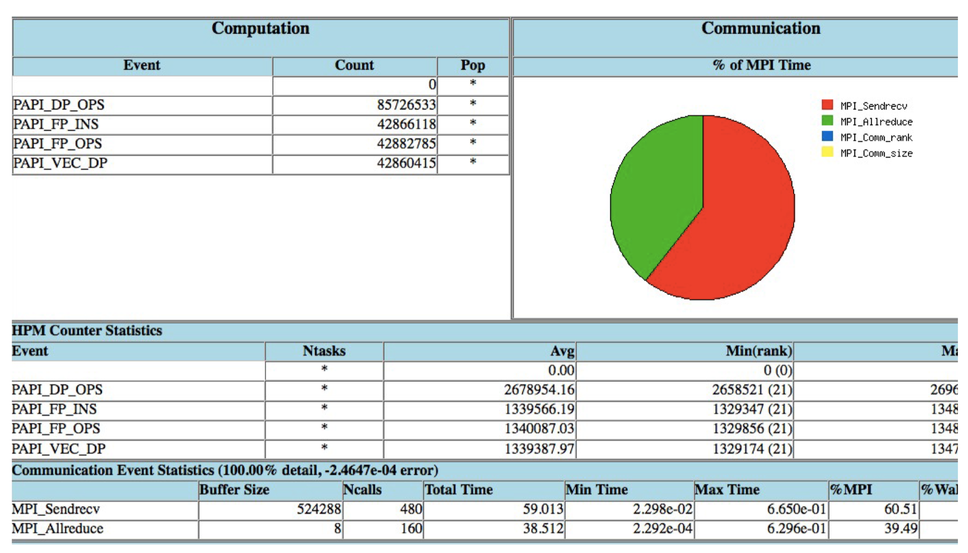 Computation
Event Count Pop
0 *
PAPI_DP_OPS 85726533 *
PAPI_FP_INS 42866118 *
PAPI_FP_OPS 42882785 *
PAPI_VEC_DP 42860415 *
Communication
% of MPI Time
MPI_Sendrecv
MPI_Allreduce
MPI_Comm_rank
MPI_Comm_size
HPM Counter Statistics
Event Ntasks Avg Min(rank) Ma
* 0.00 0 (0)
PAPI_DP_OPS * 2678954.16 2658521 (21) 2696
PAPI_FP_INS * 1339566.19 1329347 (21) 1348
PAPI_FP_OPS * 1340087.03 1329856 (21) 1348
PAPI_VEC_DP * 1339387.97 1329174 (21) 1347
Communication Event Statistics (100.00% detail, -2.4647e-04 error)
Buffer Size Ncalls Total Time Min Time Max Time %MPI %Wal
MPI_Sendrecv 524288 480 59.013 2.298e-02 6.650e-01 60.51
MPI_Allreduce 8 160 38.512 2.292e-04 6.296e-01 39.49